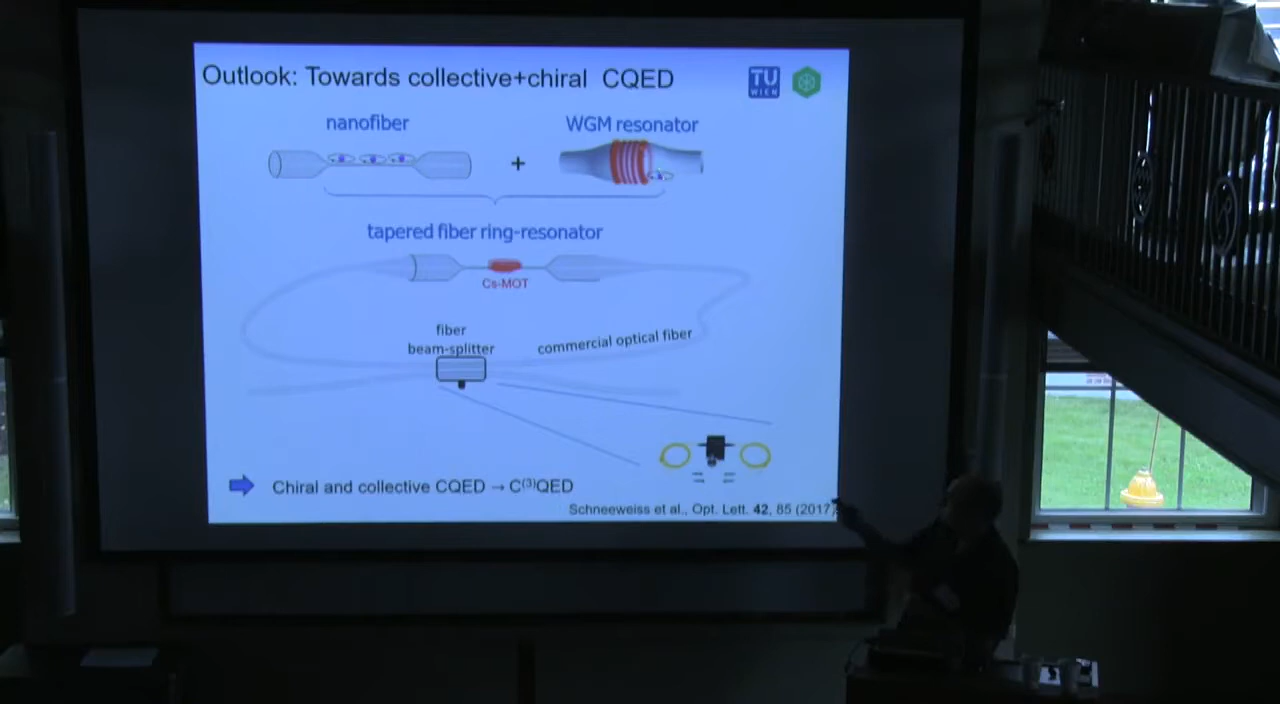 Outlook: Towards collective+chiral CQED
TU
WIEN
nanofiber
WGM resonator
+
tapered fiber ring-resonator
Cs-MOT
fiber
beam-splitter
commercial optical fiber
Chiral and collective CQED → C⁽³⁾QED
Schneeweiss et al., Opt. Lett. 42, 85 (2017)